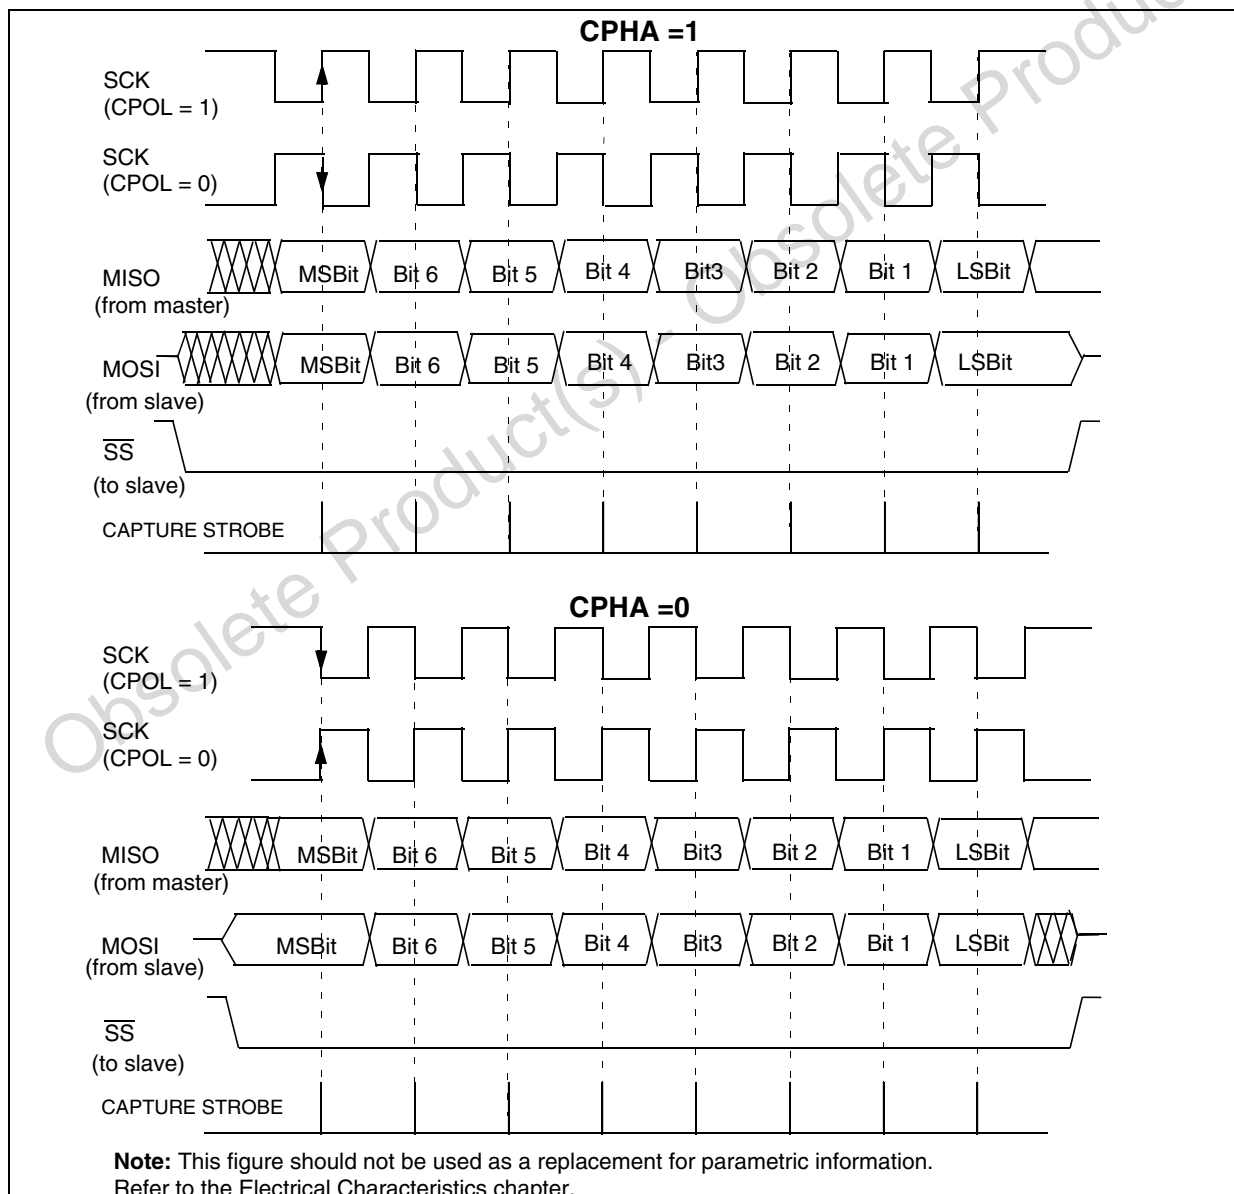 CPHA =1
SCK
(CPOL = 1)
SCK
(CPOL = 0)
MISO
(from master)
MSBit Bit 6 Bit 5 Bit 4 Bit3 Bit 2 Bit 1 LSBit
MOSI
(from slave)
MSBit Bit 6 Bit 5 Bit 4 Bit3 Bit 2 Bit 1 LSBit
SS
(to slave)
CAPTURE STROBE
CPHA =0
SCK
(CPOL = 1)
SCK
(CPOL = 0)
MISO
(from master)
MSBit Bit 6 Bit 5 Bit 4 Bit3 Bit 2 Bit 1 LSBit
MOSI
(from slave)
MSBit Bit 6 Bit 5 Bit 4 Bit3 Bit 2 Bit 1 LSBit
SS
(to slave)
CAPTURE STROBE
Note: This figure should not be used as a replacement for parametric information.
Refer to the Electrical Characteristics chapter.
Obsolete Product(s) - Obsolete Produc